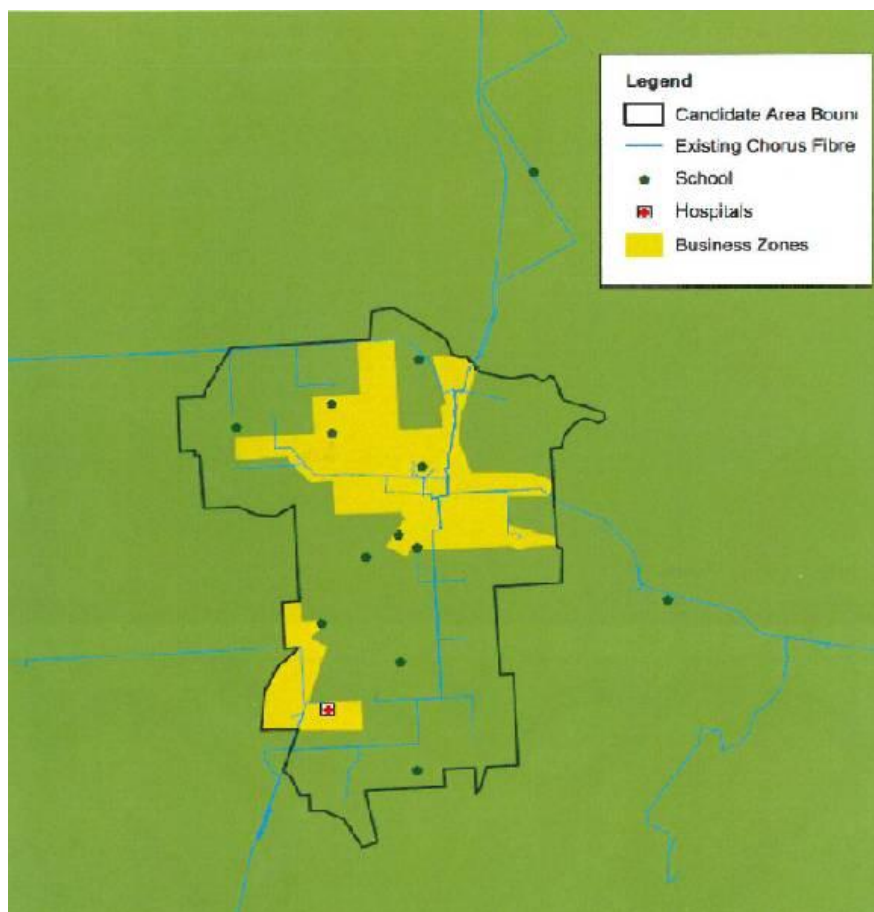 Legend
Candidate Area Boun
Existing Chorus Fibre
School
Hospitals
Business Zones